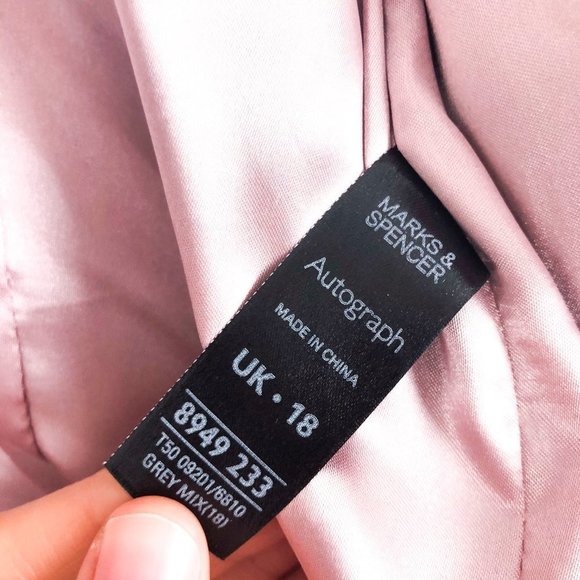 MARKS &
SPENCER
Autograph
MADE IN CHINA
UK • 18
8949 233
T50 09201/6810
GREY MIX(18)